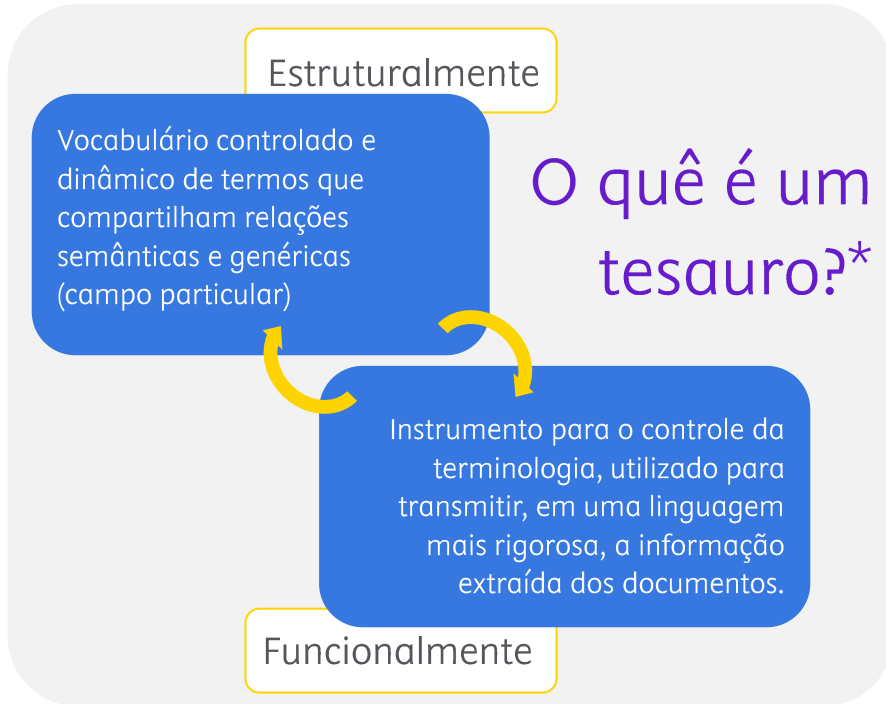 Estruturalmente
Vocabulário controlado e
dinâmico de termos que
compartilham relações
semânticas e genéricas
(campo particular)
O quê é um
tesauro?*
Instrumento para o controle da
terminologia, utilizado para
transmitir, em uma linguagem
mais rigorosa, a informação
extraída dos documentos.
Funcionalmente